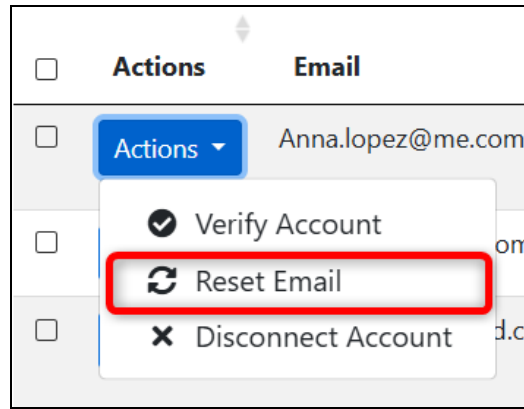 Actions Email
Actions Anna.lopez@me.com
Verify Account
Reset Email
Disconnect Account